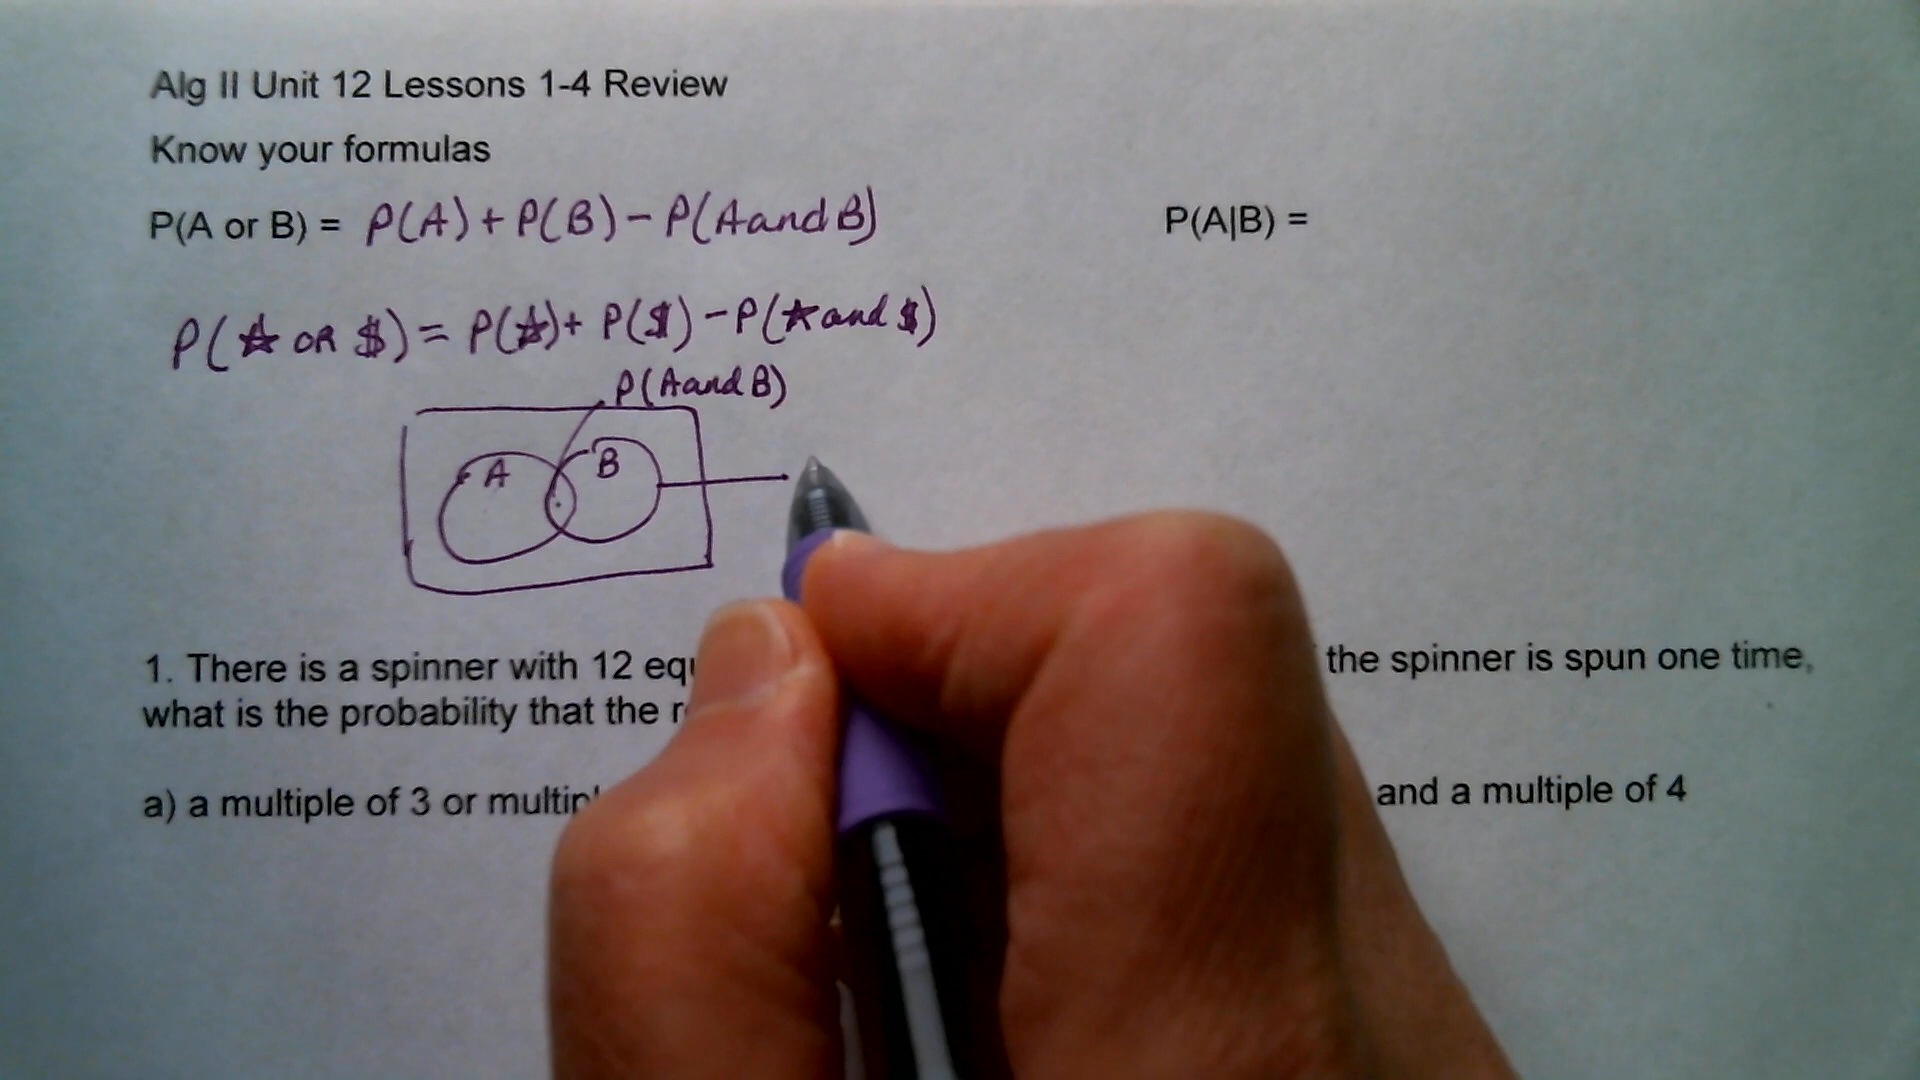 Alg II Unit 12 Lessons 1-4 Review
Know your formulas
P(A or B) = P(A) + P(B) - P(A and B) P(A|B) =
P(☆ OR $) = P(☆) + P($) - P(☆ and $)
P(A and B)
A B
1. There is a spinner with 12 the spinner is spun one time,
what is the probability that the
a) a multiple of 3 or and a multiple of 4